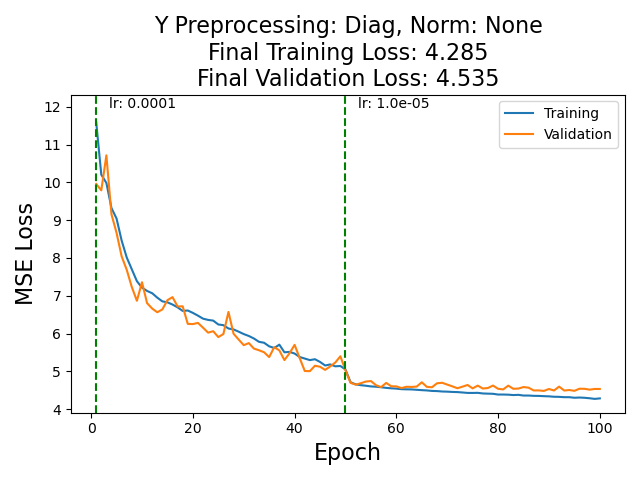 Y Preprocessing: Diag, Norm: None
Final Training Loss: 4.285
Final Validation Loss: 4.535
lr: 0.0001
lr: 1.0e-05
Training
Validation
12
11
10
9
8
7
6
5
4
MSE Loss
0
20
40
60
80
100
Epoch